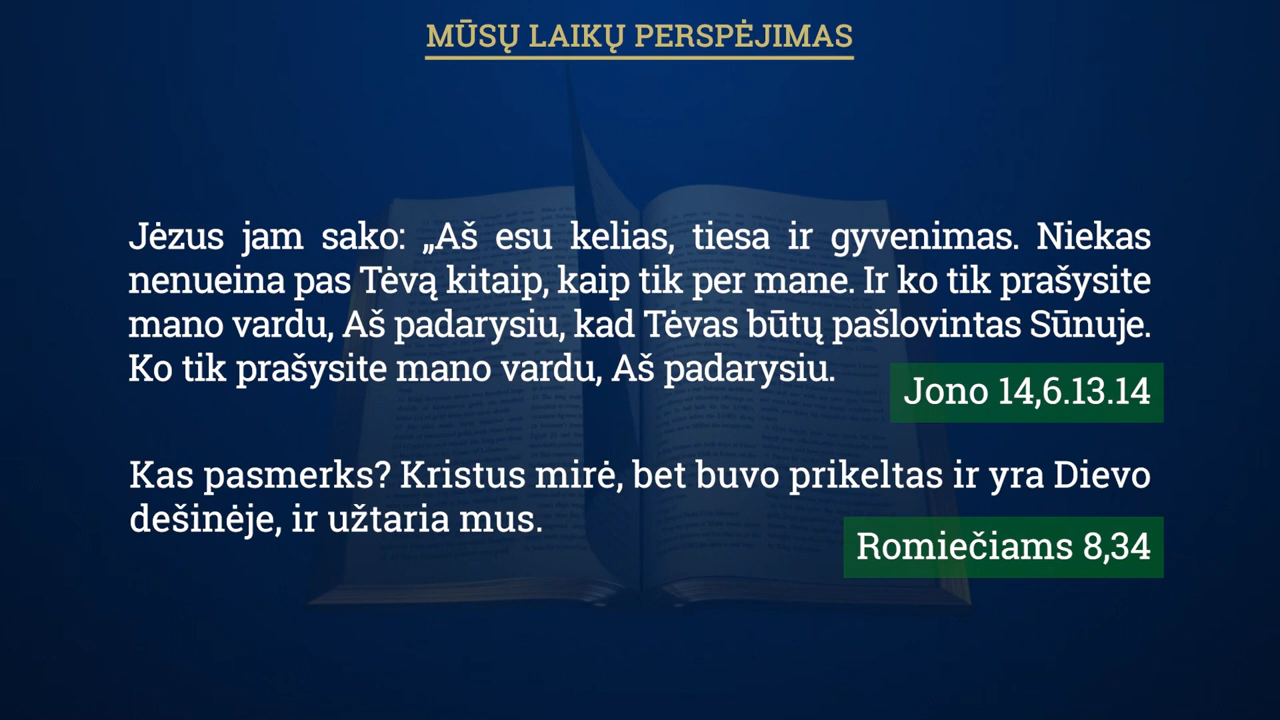 MŪSŲ LAIKŲ PERSPĖJIMAS
Jėzus jam sako: „Aš esu kelias, tiesa ir gyvenimas. Niekas
nenueina pas Tėvą kitaip, kaip tik per mane. Ir ko tik prašysite
mano vardu, Aš padarysiu, kad Tėvas būtų pašlovintas Sūnuje.
Ko tik prašysite mano vardu, Aš padarysiu.
Jono 14,6.13.14
Kas pasmerks? Kristus mirė, bet buvo prikeltas ir yra Dievo
dešinėje, ir užtaria mus.
Romiečiams 8,34